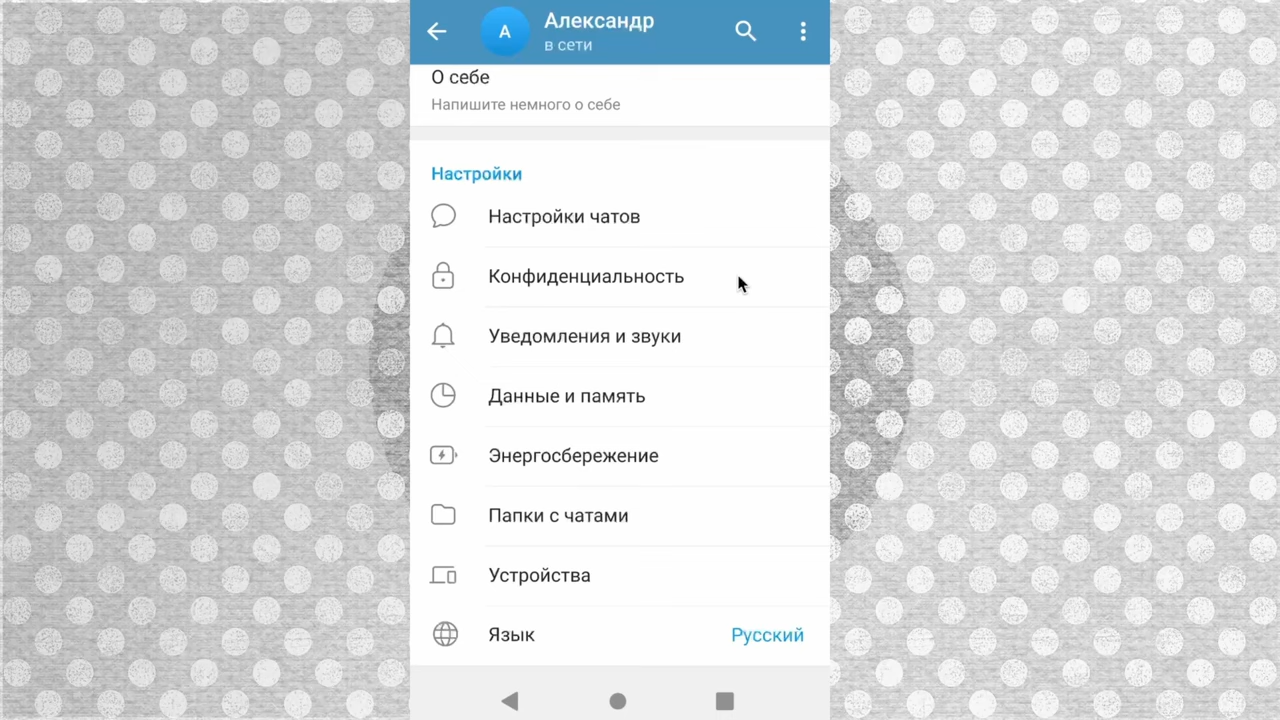 А
Александр
в сети
О себе
Напишите немного о себе
Настройки
Настройки чатов
Конфиденциальность
Уведомления и звуки
Данные и память
Энергосбережение
Папки с чатами
Устройства
Язык
Русский